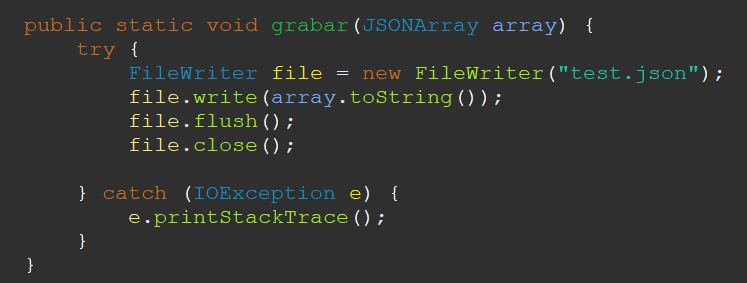 public static void grabar(JSONArray array) {
try {
FileWriter file = new FileWriter("test.json");
file.write(array.toString());
file.flush();
file.close();
} catch (IOException e) {
e.printStackTrace();
}
}